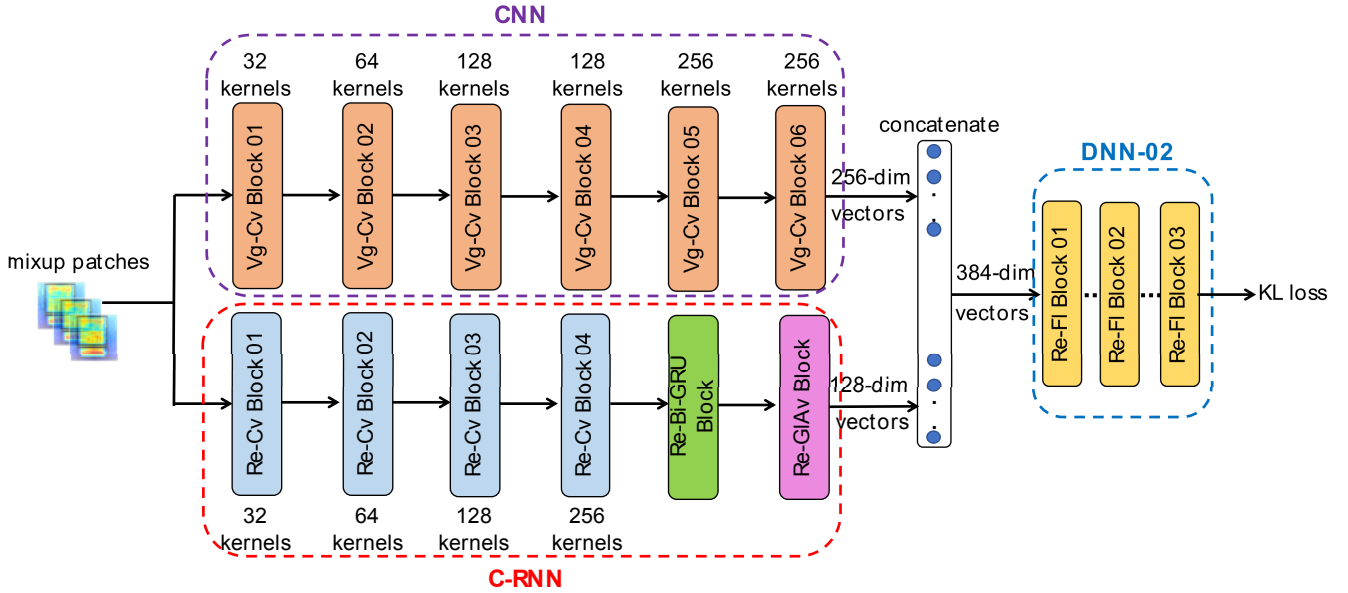 CNN
32 kernels
64 kernels
128 kernels
128 kernels
256 kernels
256 kernels
Vg-Cv Block 01
Vg-Cv Block 02
Vg-Cv Block 03
Vg-Cv Block 04
Vg-Cv Block 05
Vg-Cv Block 06
256-dim
vectors
concatenate
DNN-02
mixup patches
384-dim
vectors
Re-Fl Block 01
Re-Fl Block 02
Re-Fl Block 03
KL loss
Re-Cv Block 01
Re-Cv Block 02
Re-Cv Block 03
Re-Cv Block 04
Re-Bi-GRU
Block
Re-GlAv Block
128-dim
vectors
32 kernels
64 kernels
128 kernels
256 kernels
C-RNN